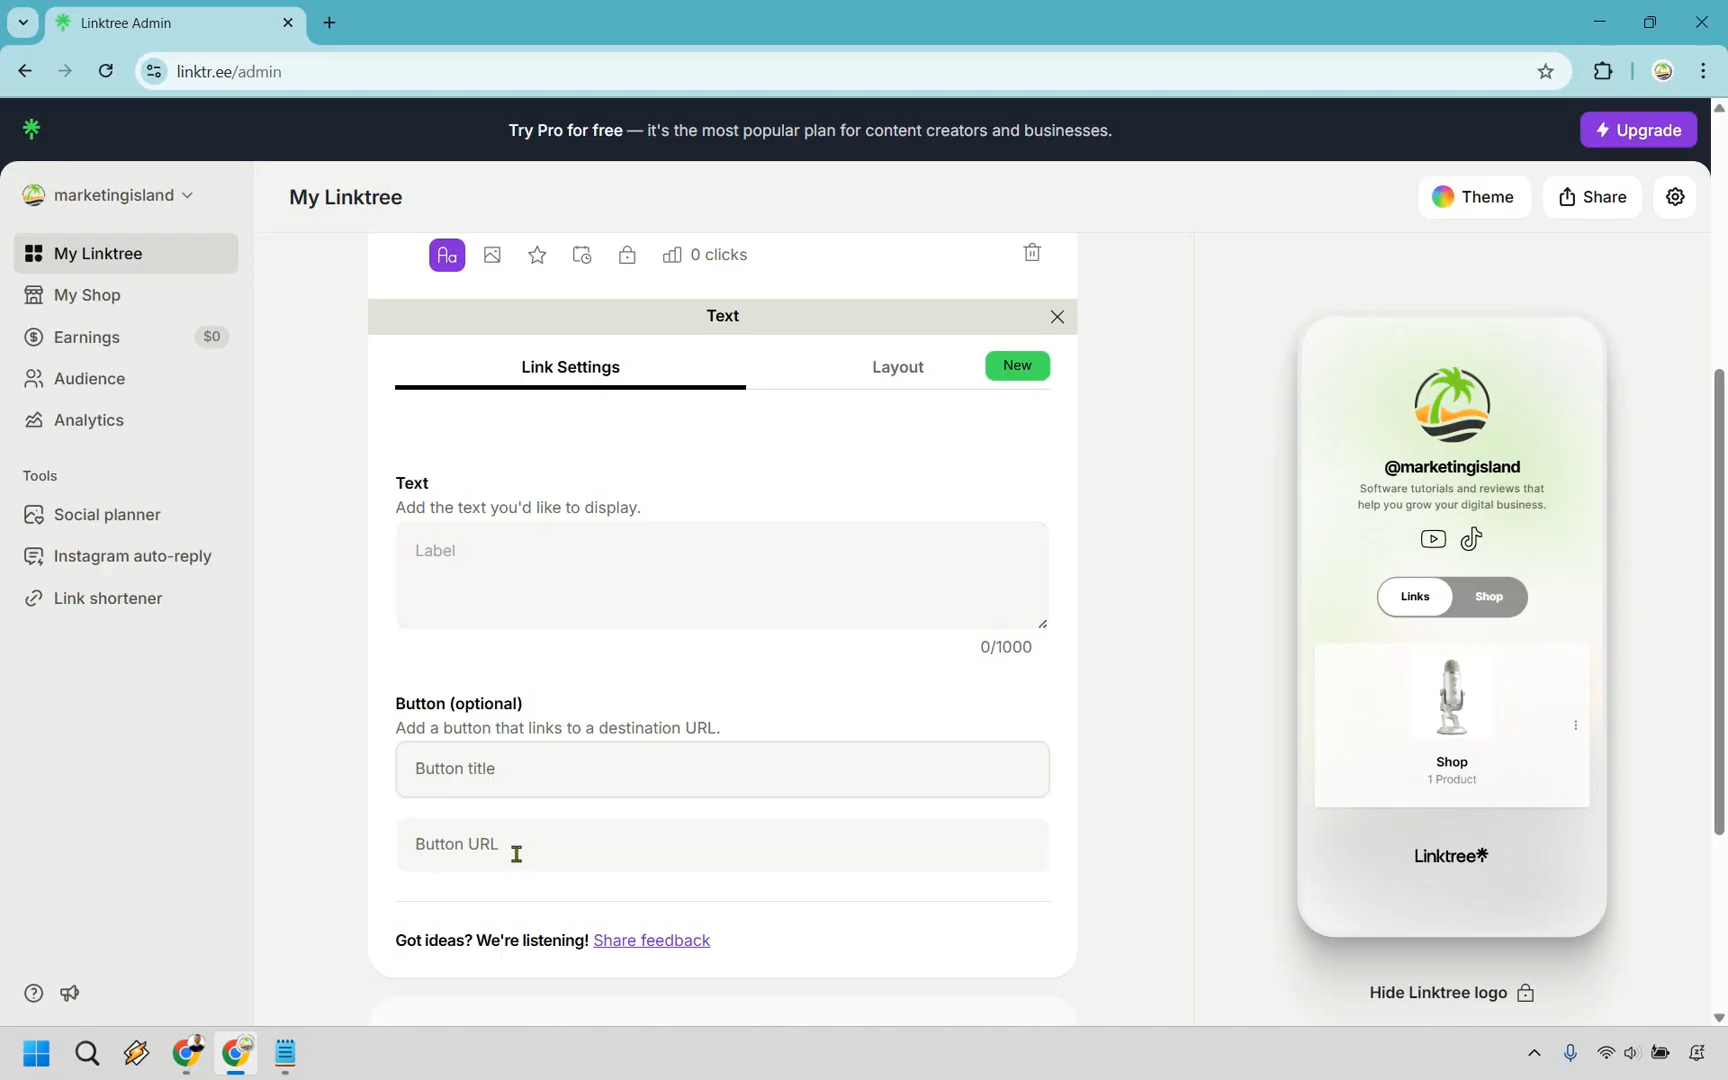 Linktree Admin
linktr.ee/admin
Try Pro for free — it's the most popular plan for content creators and businesses.
Upgrade
marketingisland
My Linktree
Theme
Share
My Linktree
My Shop
Earnings
$0
Audience
Analytics
Tools
Social planner
Instagram auto-reply
Link shortener
Aa
0 clicks
Text
Link Settings
Layout
New
Text
Add the text you'd like to display.
Label
0/1000
Button (optional)
Add a button that links to a destination URL.
Button title
Button URL
Got ideas? We're listening! Share feedback
@marketingisland
Software tutorials and reviews that
help you grow your digital business.
Links
Shop
Shop
1 Product
Linktree*
Hide Linktree logo